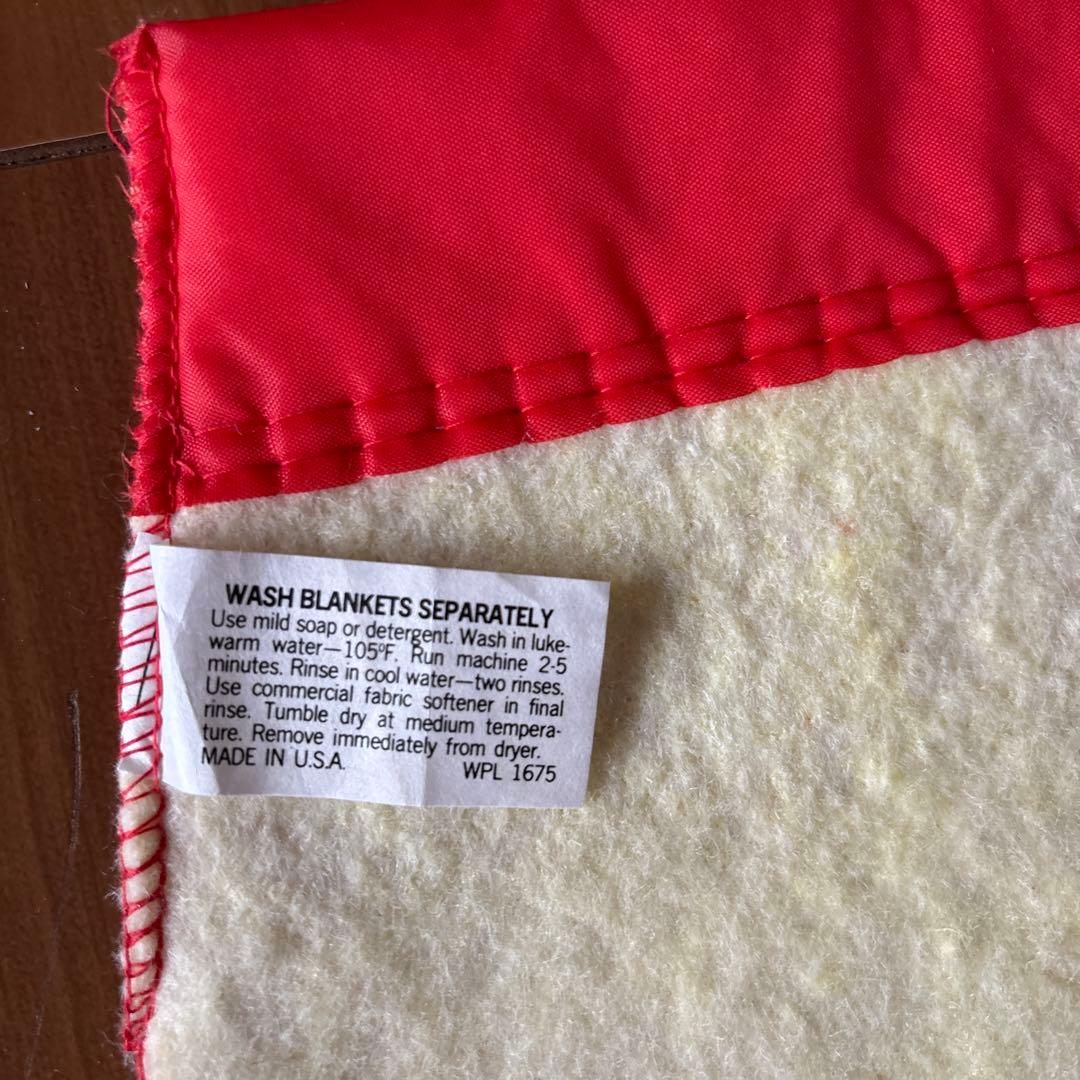 WASH BLANKETS SEPARATELY
Use mild soap or detergent. Wash in luke-
warm water—105ºF. Run machine 2-5
minutes. Rinse in cool water—two rinses.
Use commercial fabric softener in final
rinse. Tumble dry at medium tempera-
ture. Remove immediately from dryer.
MADE IN U.S.A. WPL 1675